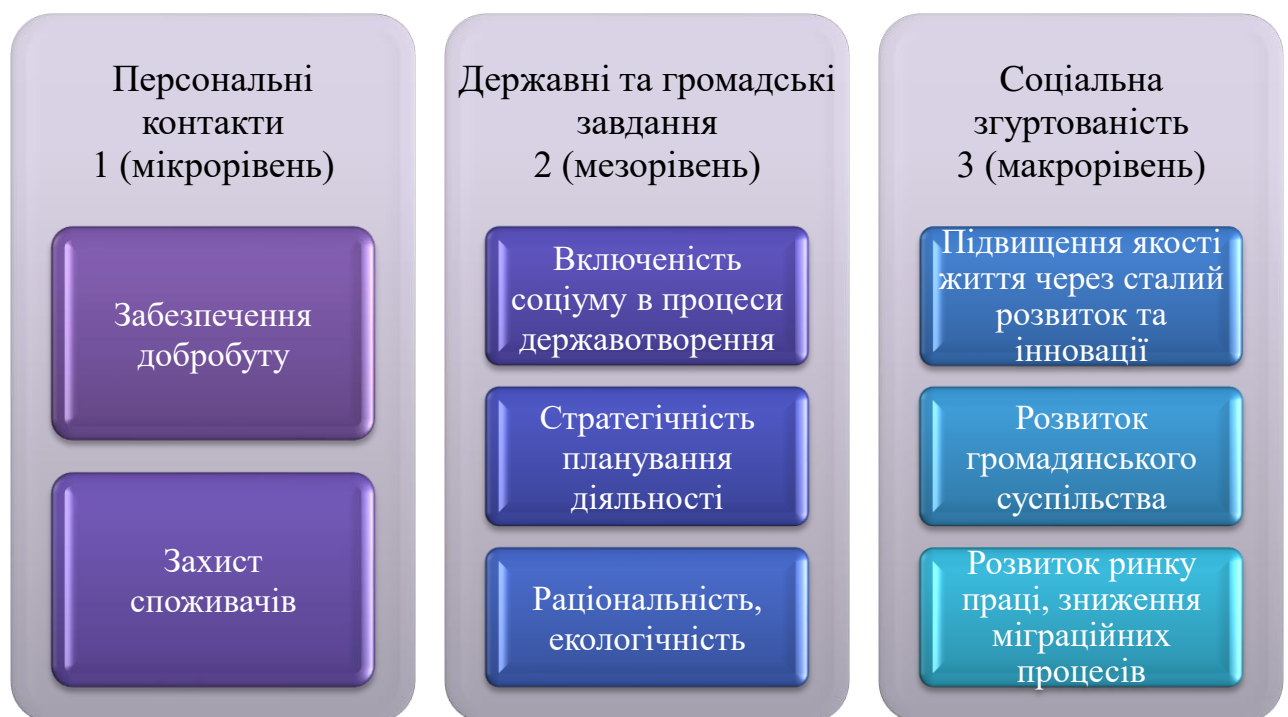 Персональні
контакти
1 (мікрорівень)
Забезпечення
добробуту
Захист
споживачів
Державні та громадські
завдання
2 (мезорівень)
Включеність
соціуму в процеси
державотворення
Стратегічність
планування
діяльності
Раціональність,
екологічність
Соціальна
згуртованість
3 (макрорівень)
Підвищення якості
життя через сталий
розвиток та
інновації
Розвиток
громадянського
суспільства
Розвиток ринку
праці, зниження
міграційних
процесів